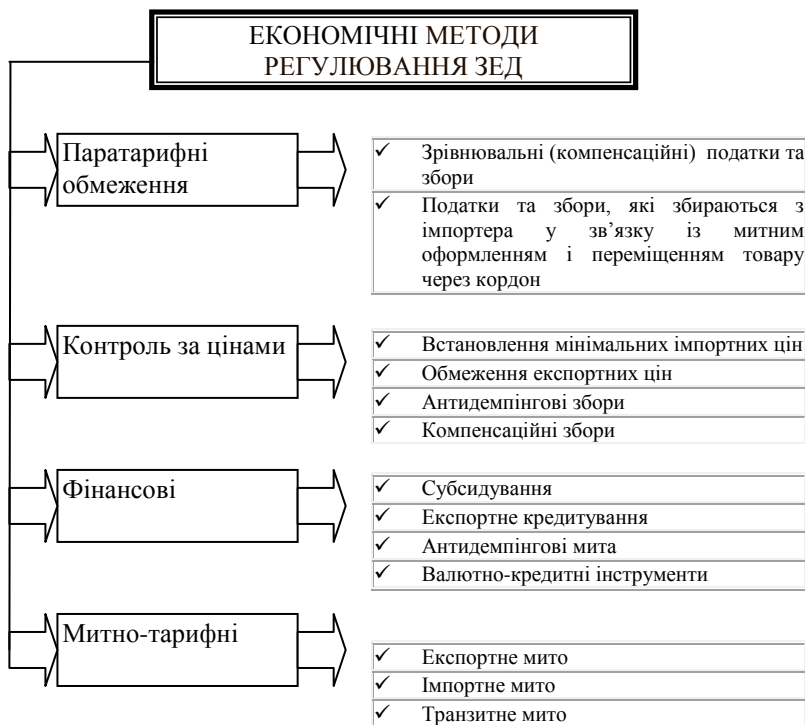 ЕКОНОМІЧНІ МЕТОДИ
РЕГУЛЮВАННЯ ЗЕД
Паратарифні
обмеження
✓ Зрівнювальні (компенсаційні) податки та
збори
✓ Податки та збори, які збираються з
імпортера у зв’язку із митним
оформленням і переміщенням товару
через кордон
Контроль за цінами
✓ Встановлення мінімальних імпортних цін
✓ Обмеження експортних цін
✓ Антидемпінгові збори
✓ Компенсаційні збори
Фінансові
✓ Субсидування
✓ Експортне кредитування
✓ Антидемпінгові мита
✓ Валютно-кредитні інструменти
Митно-тарифні
✓ Експортне мито
✓ Імпортне мито
✓ Транзитне мито